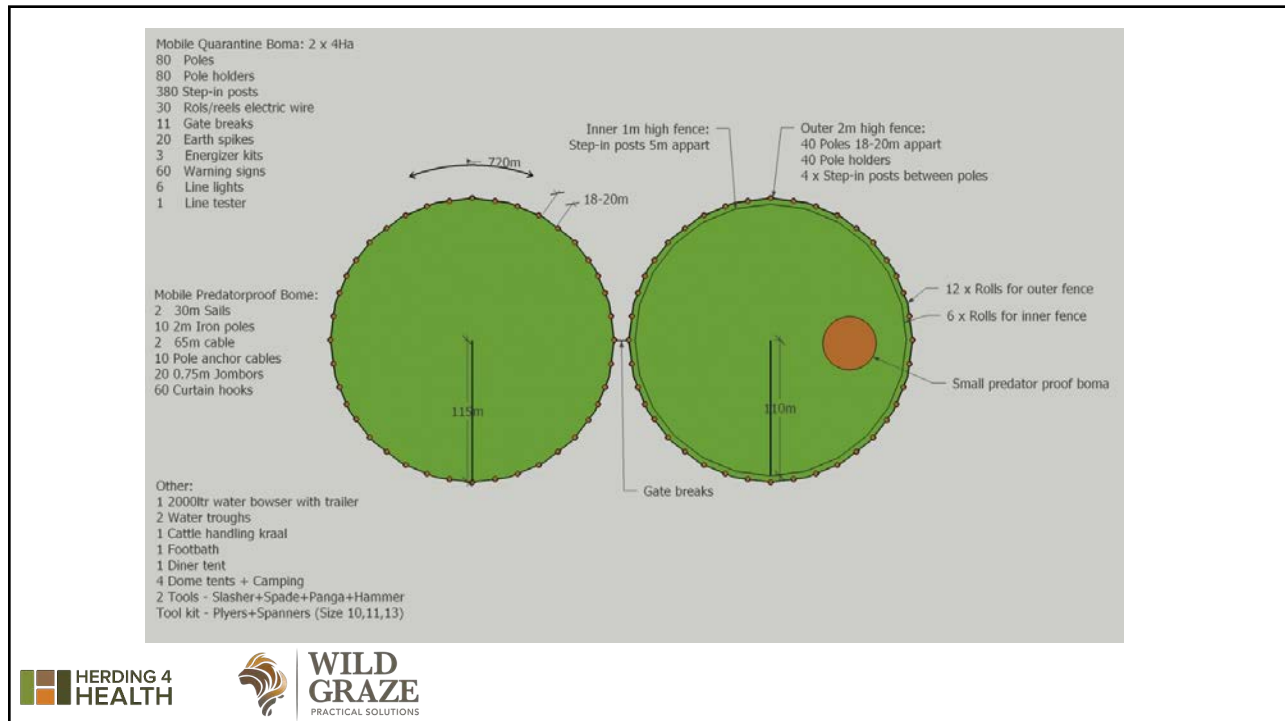 Mobile Quarantine Boma: 2 x 4Ha
80 Poles
80 Pole holders
380 Step-in posts
30 Rols/reels electric wire
11 Gate breaks
20 Earth spikes
3 Energizer kits
60 Warning signs
6 Line lights
1 Line tester
720m
18-20m
Inner 1m high fence:
Step-in posts 5m appart
Outer 2m high fence:
40 Poles 18-20m appart
40 Pole holders
4 x Step-in posts between poles
12 x Rolls for outer fence
6 x Rolls for inner fence
Small predator proof boma
115m
110m
Gate breaks
Mobile Predatorproof Bome:
2 30m Sails
10 2m Iron poles
2 65m cable
10 Pole anchor cables
20 0.75m Jombors
60 Curtain hooks
Other:
1 2000ltr water bowser with trailer
2 Water troughs
1 Cattle handling kraal
1 Footbath
1 Diner tent
4 Dome tents + Camping
2 Tools - Slasher+Spade+Panga+Hammer
Tool kit - Plyers+Spanners (Size 10,11,13)
HERDING 4
HEALTH
WILD
GRAZE
PRACTICAL SOLUTIONS